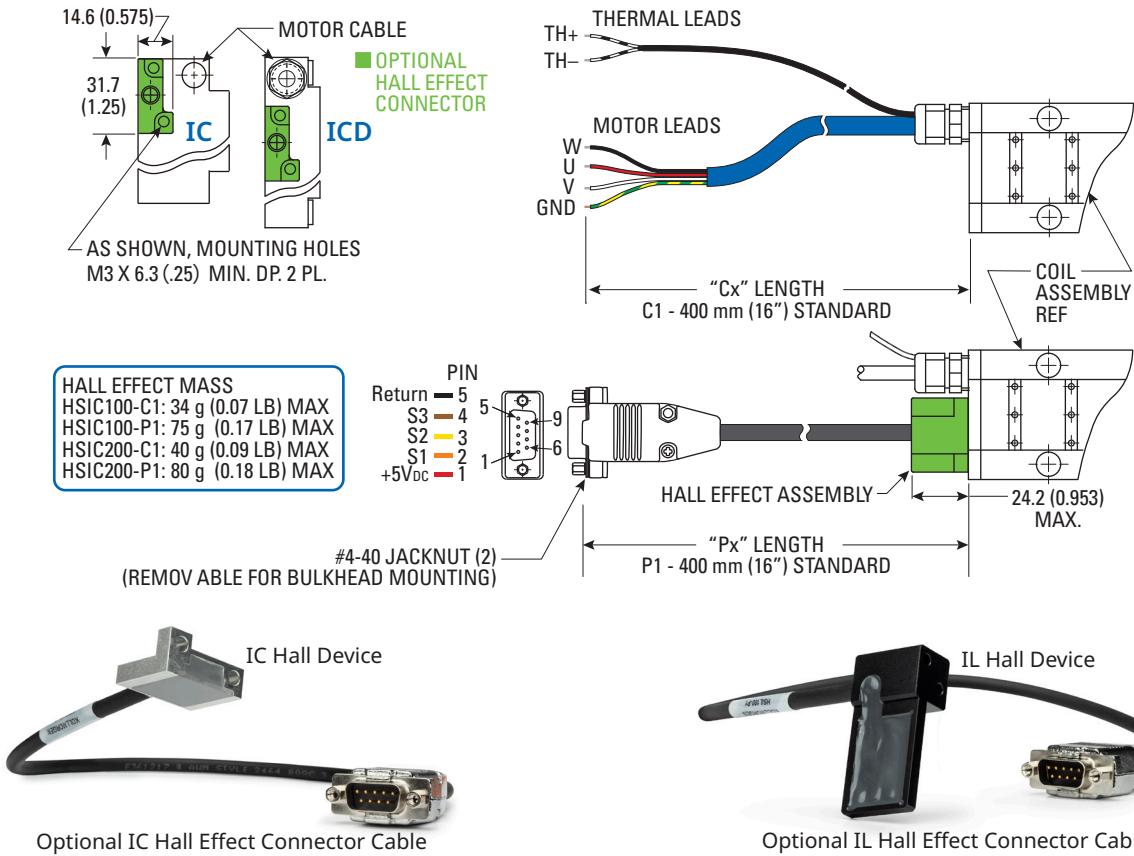 14.6 (0.575)
MOTOR CABLE
31.7
(1.25)
IC
ICD
OPTIONAL
HALL EFFECT
CONNECTOR
AS SHOWN, MOUNTING HOLES
M3 X 6.3 (.25) MIN. DP. 2 PL.
THERMAL LEADS
TH+
TH–
MOTOR LEADS
W
U
V
GND
“Cx” LENGTH
C1 - 400 mm (16”) STANDARD
COIL
ASSEMBLY
REF
HALL EFFECT MASS
HSIC100-C1: 34 g (0.07 LB) MAX
HSIC100-P1: 75 g (0.17 LB) MAX
HSIC200-C1: 40 g (0.09 LB) MAX
HSIC200-P1: 80 g (0.18 LB) MAX
PIN
Return 5
S3 4
S2 3
S1 2
+5VDC 1
5
9
6
1
HALL EFFECT ASSEMBLY
24.2 (0.953)
MAX.
#4-40 JACKNUT (2)
(REMOV ABLE FOR BULKHEAD MOUNTING)
“Px” LENGTH
P1 - 400 mm (16”) STANDARD
IC Hall Device
KOLLMORGEN
Optional IC Hall Effect Connector Cable
IL Hall Device
Optional IL Hall Effect Connector Cab